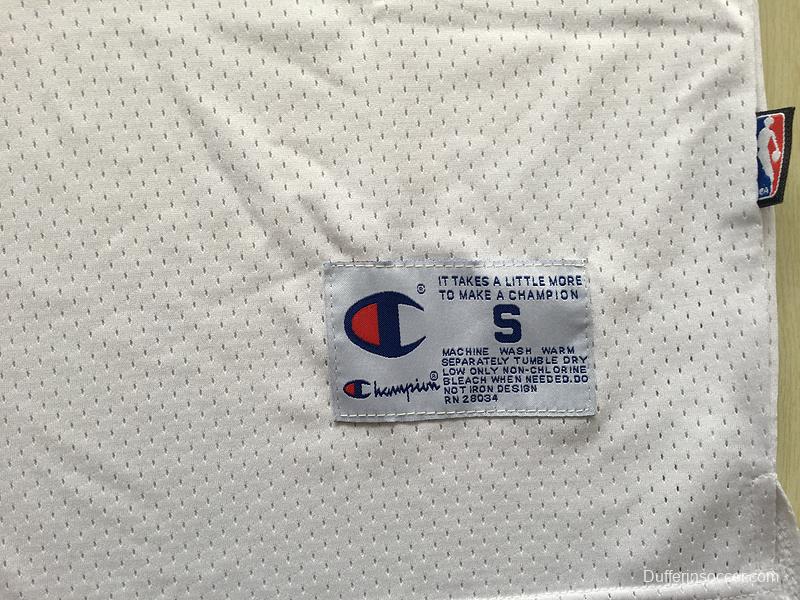 IT TAKES A LITTLE MORE
TO MAKE A CHAMPION
®
S
Champion®
MACHINE WASH WARM
SEPARATELY TUMBLE DRY
LOW ONLY NON-CHLORINE
BLEACH WHEN NEEDED.DO
NOT IRON DESIGN
RN 28034
Dufferinsoccer.com